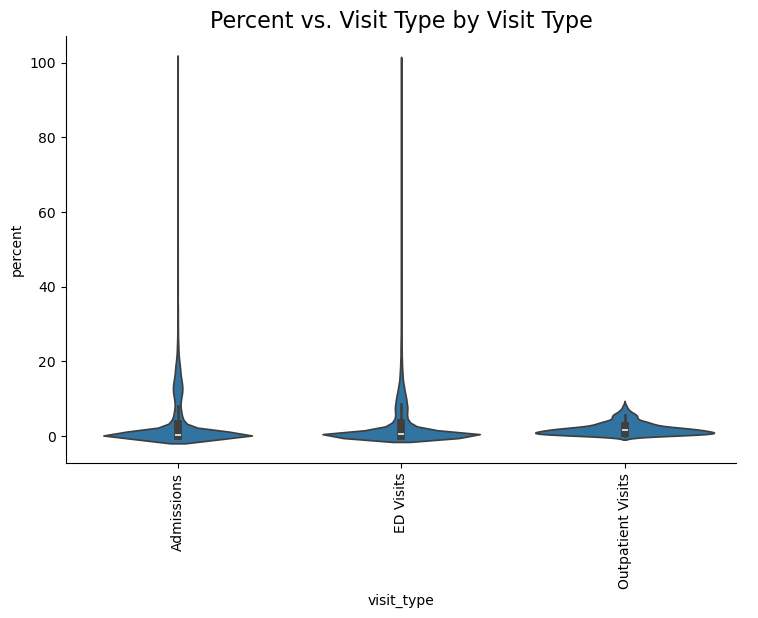 Percent vs. Visit Type by Visit Type
100
80
60
40
20
0
percent
Admissions
ED Visits
Outpatient Visits
visit_type